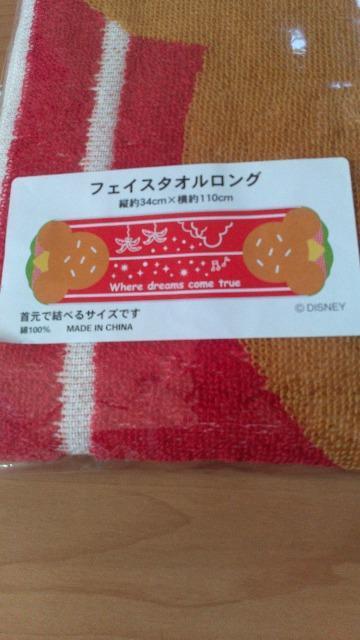 フェイスタオルロング
縦約34cm×横約110cm
Where dreams come true
©DISNEY
首元で結べるサイズです
綿100% MADE IN CHINA